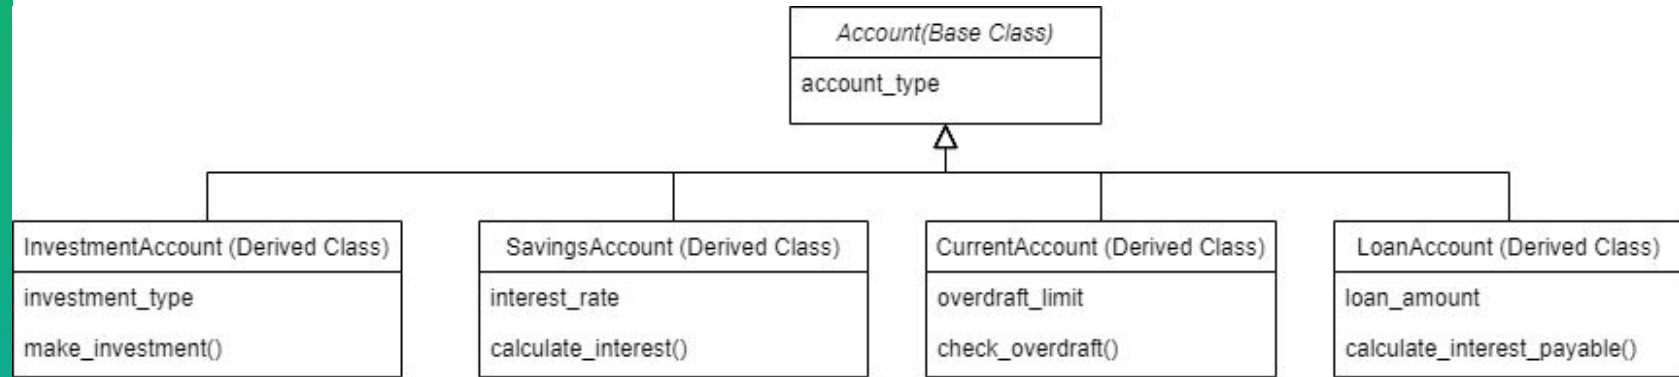 Account(Base Class)
account_type
InvestmentAccount (Derived Class)
investment_type
make_investment()
SavingsAccount (Derived Class)
interest_rate
calculate_interest()
CurrentAccount (Derived Class)
overdraft_limit
check_overdraft()
LoanAccount (Derived Class)
loan_amount
calculate_interest_payable()